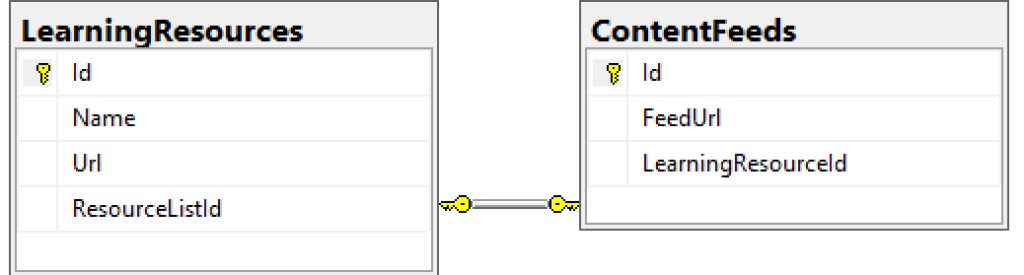 LearningResources
Id
Name
Url
ResourceListId
ContentFeeds
Id
FeedUrl
LearningResourceId